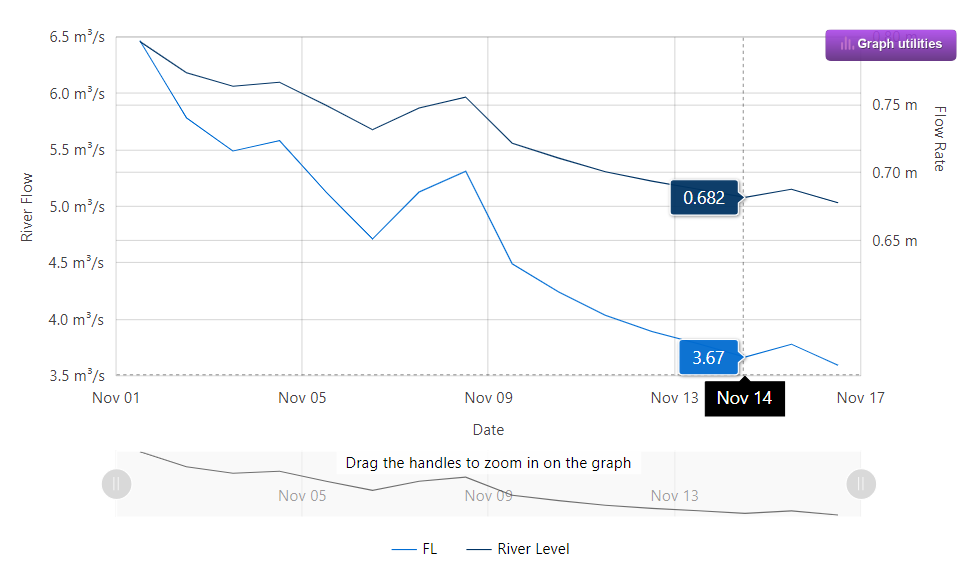 6.5 m³/s
6.0 m³/s
5.5 m³/s
5.0 m³/s
4.5 m³/s
4.0 m³/s
3.5 m³/s
River Flow
Graph utilities
0.80 m
0.75 m
0.70 m
0.65 m
Flow Rate
0.682
3.67
Nov 01
Nov 05
Nov 09
Nov 13
Nov 14
Nov 17
Date
Drag the handles to zoom in on the graph
Nov 05
Nov 09
Nov 13
FL
River Level